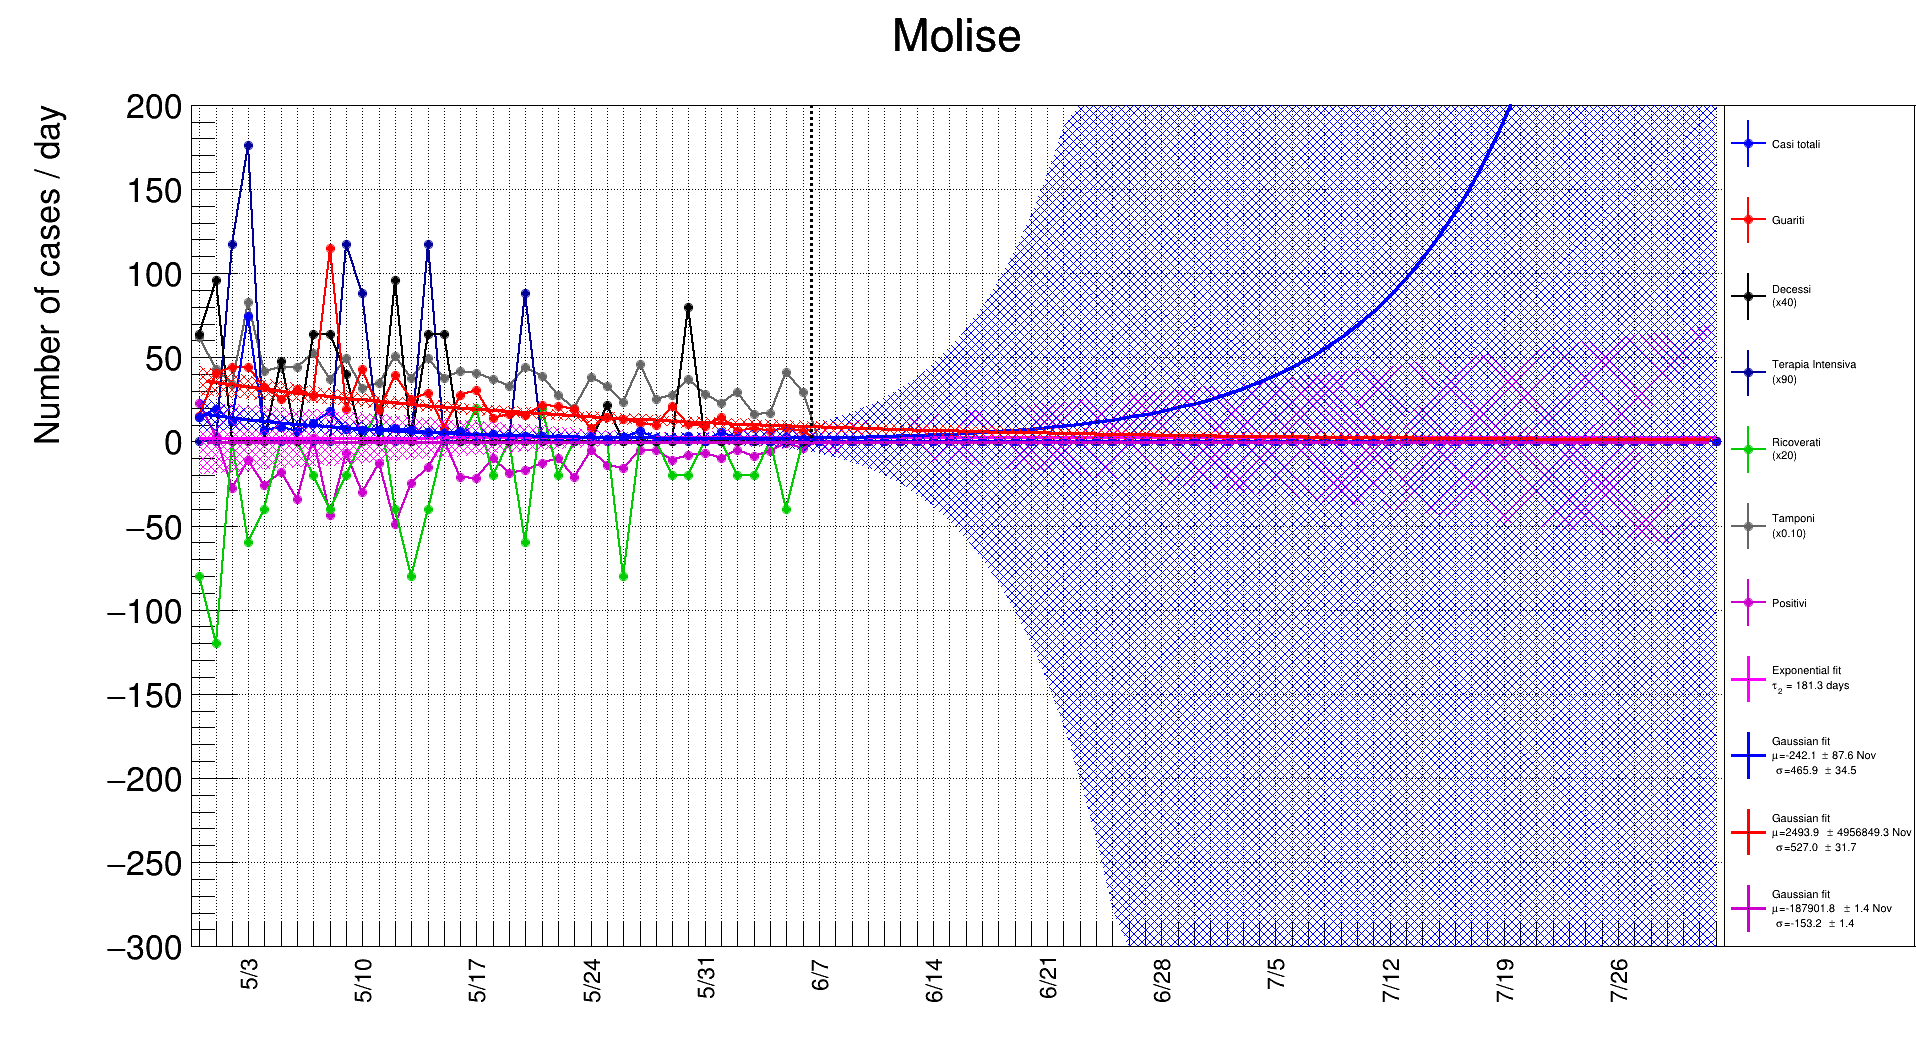 Molise
Number of cases / day
200
150
100
50
0
−50
−100
−150
−200
−250
−300
5/3
5/10
5/17
5/24
5/31
6/7
6/14
6/21
6/28
7/5
7/12
7/19
7/26
Casi totali
Guariti
Decessi
(x40)
Terapia Intensiva
(x90)
Ricoverati
(x20)
Tamponi
(x0.10)
Positivi
Exponential fit
τ2 = 181.3 days
Gaussian fit
μ=-242.1 ± 87.6 Nov
σ=465.9 ± 34.5
Gaussian fit
μ=2493.9 ± 4956849.3 Nov
σ=527.0 ± 31.7
Gaussian fit
μ=-187901.8 ± 1.4 Nov
σ=-153.2 ± 1.4